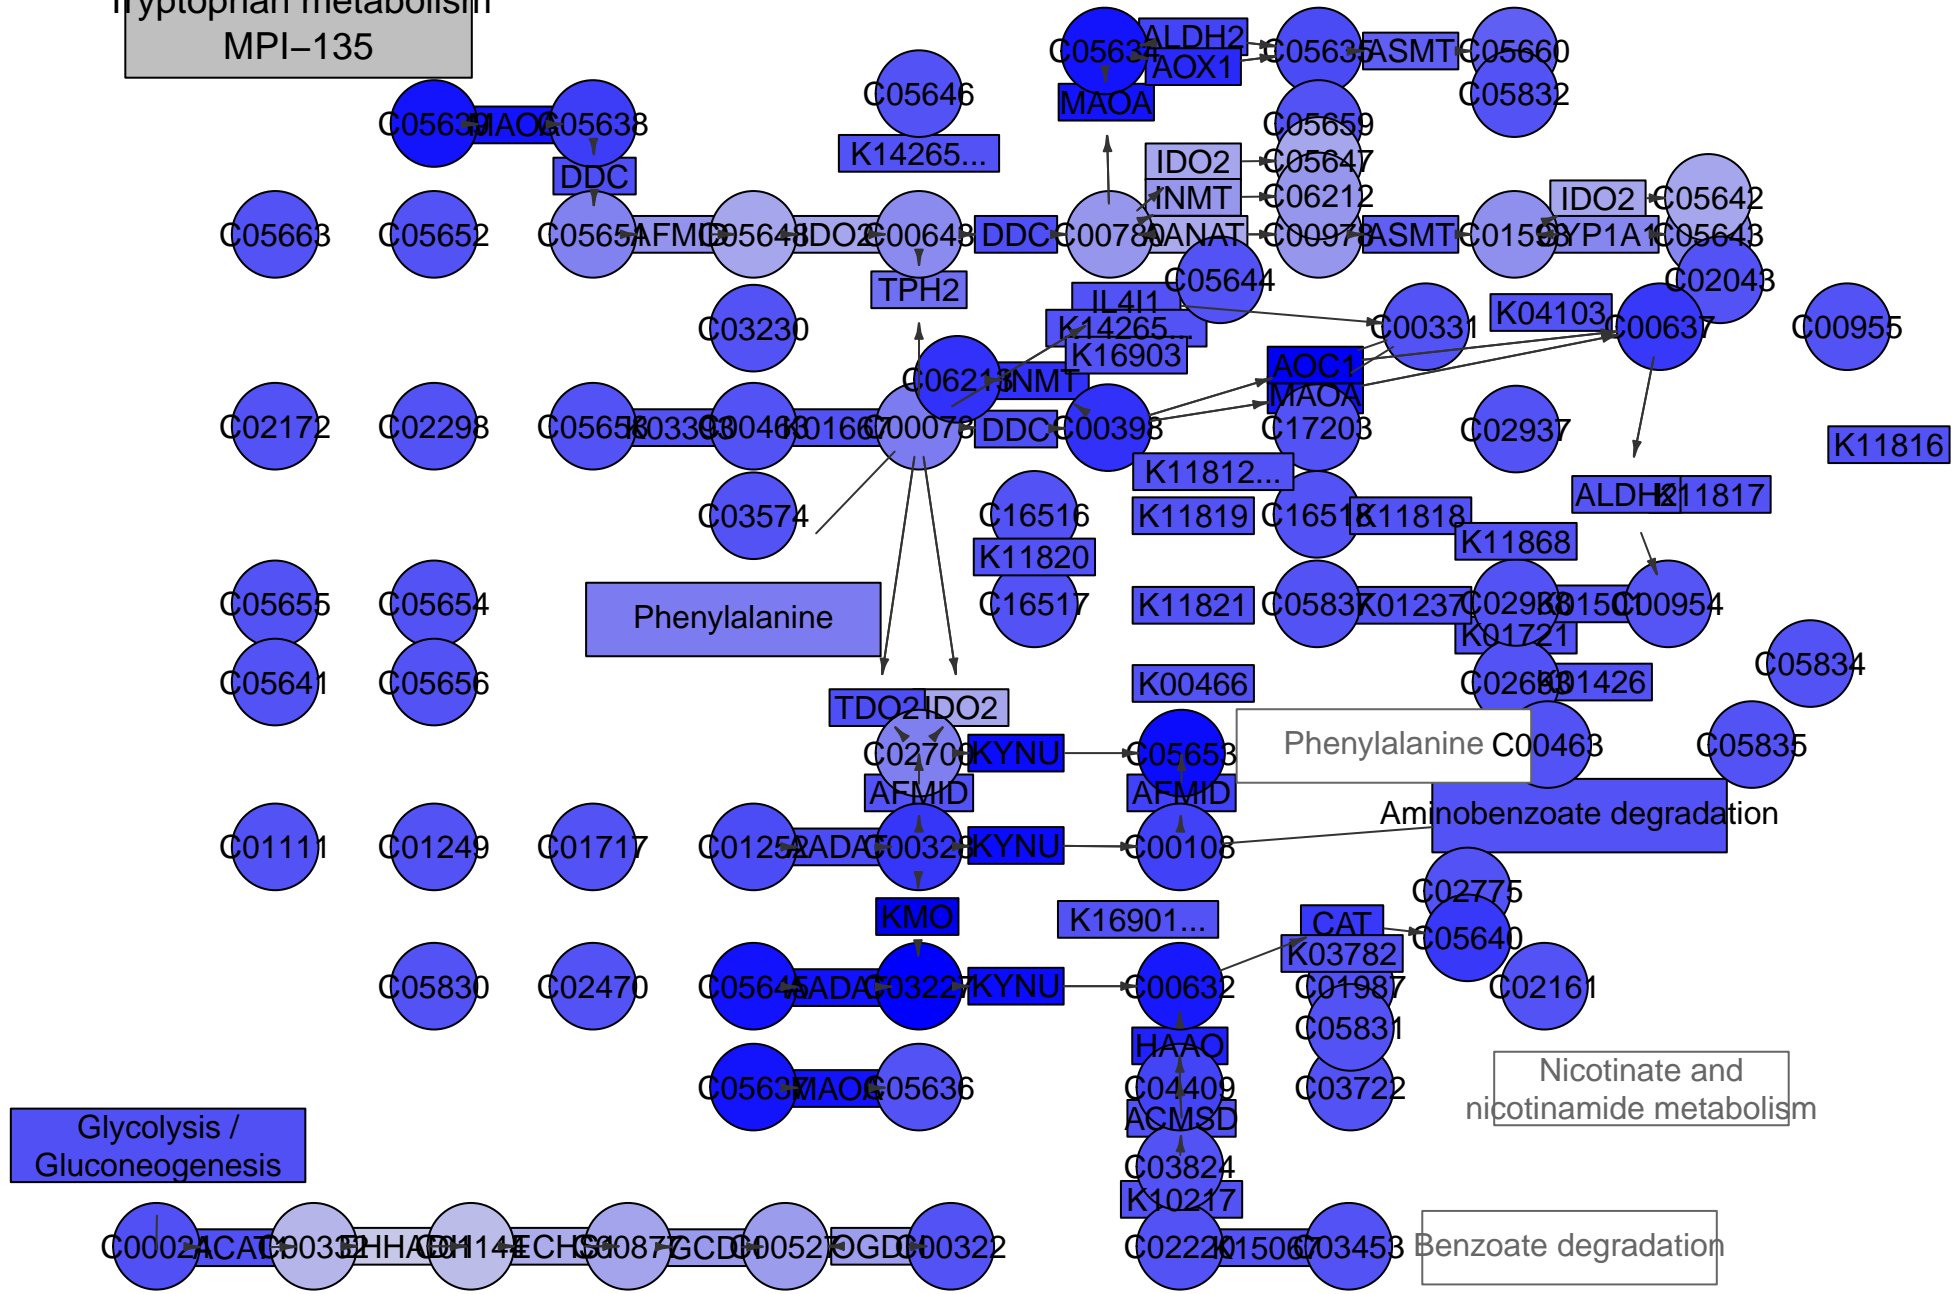 Tryptophan metabolism
MPI–135
C05634
ALDH2
AOX1
C05635
ASMT
C05660
C05832
MAOA
C05639
MAOA
C05638
C05646
K14265...
C05659
DDC
IDO2
C05647
INMT
C06212
IDO2
C05642
C05663
C05652
C05651
AFMID
C05648
IDO2
C00643
DDC
C00780
AANAT
C00978
ASMT
C01598
CYP1A1
C05643
C02043
TPH2
C05644
IL4I1
K14265...
K16903
C03230
C00331
K04103
C00637
C00955
C06213
INMT
AOC1
MAOA
C02172
C02298
C05658
K03393
C00463
K01667
C00078
DDC
C00398
C17203
C02937
K11816
K11812...
ALDH2
K11817
C03574
C16516
K11819
C16518
K11818
K11868
K11820
C05655
C05654
Phenylalanine
C16517
K11821
C05837
K01237
C02938
K01501
C00954
K01721
C05641
C05656
K00466
C02693
K01426
C05834
TDO2
IDO2
C02700
KYNU
C05653
Phenylalanine
C00463
C05835
AFMID
AFMID
Aminobenzoate degradation
C01111
C01249
C01717
C01252
AADAT
C00328
KYNU
C00108
C02775
KMO
K16901...
CAT
C05640
K03782
C05830
C02470
C05645
AADAT
C03227
KYNU
C00632
C01987
C02161
C05831
HAAO
C05637
MAOA
C05636
C04409
C03722
Nicotinate and
nicotinamide metabolism
ACMSD
Glycolysis /
Gluconeogenesis
C03824
K10217
C00024
ACAT1
C00332
EHHADH
C01144
ECHS1
C00877
GCDH
C00527
OGDH
C00322
C02220
K15067
C03453
Benzoate degradation